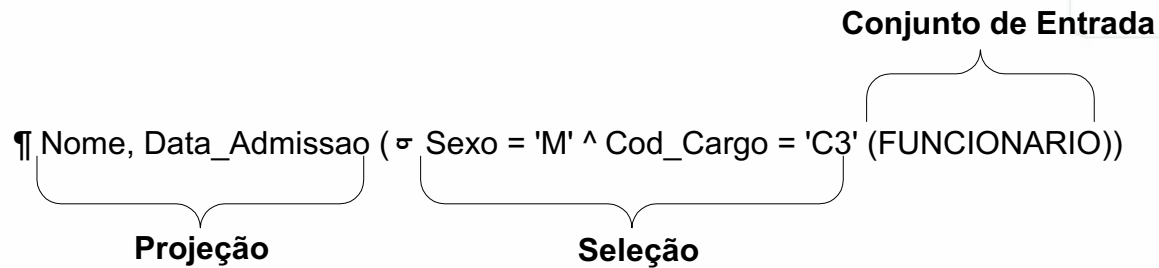 Conjunto de Entrada
¶ Nome, Data_Admissao ( σ Sexo = 'M' ^ Cod_Cargo = 'C3' (FUNCIONARIO))
Projeção Seleção